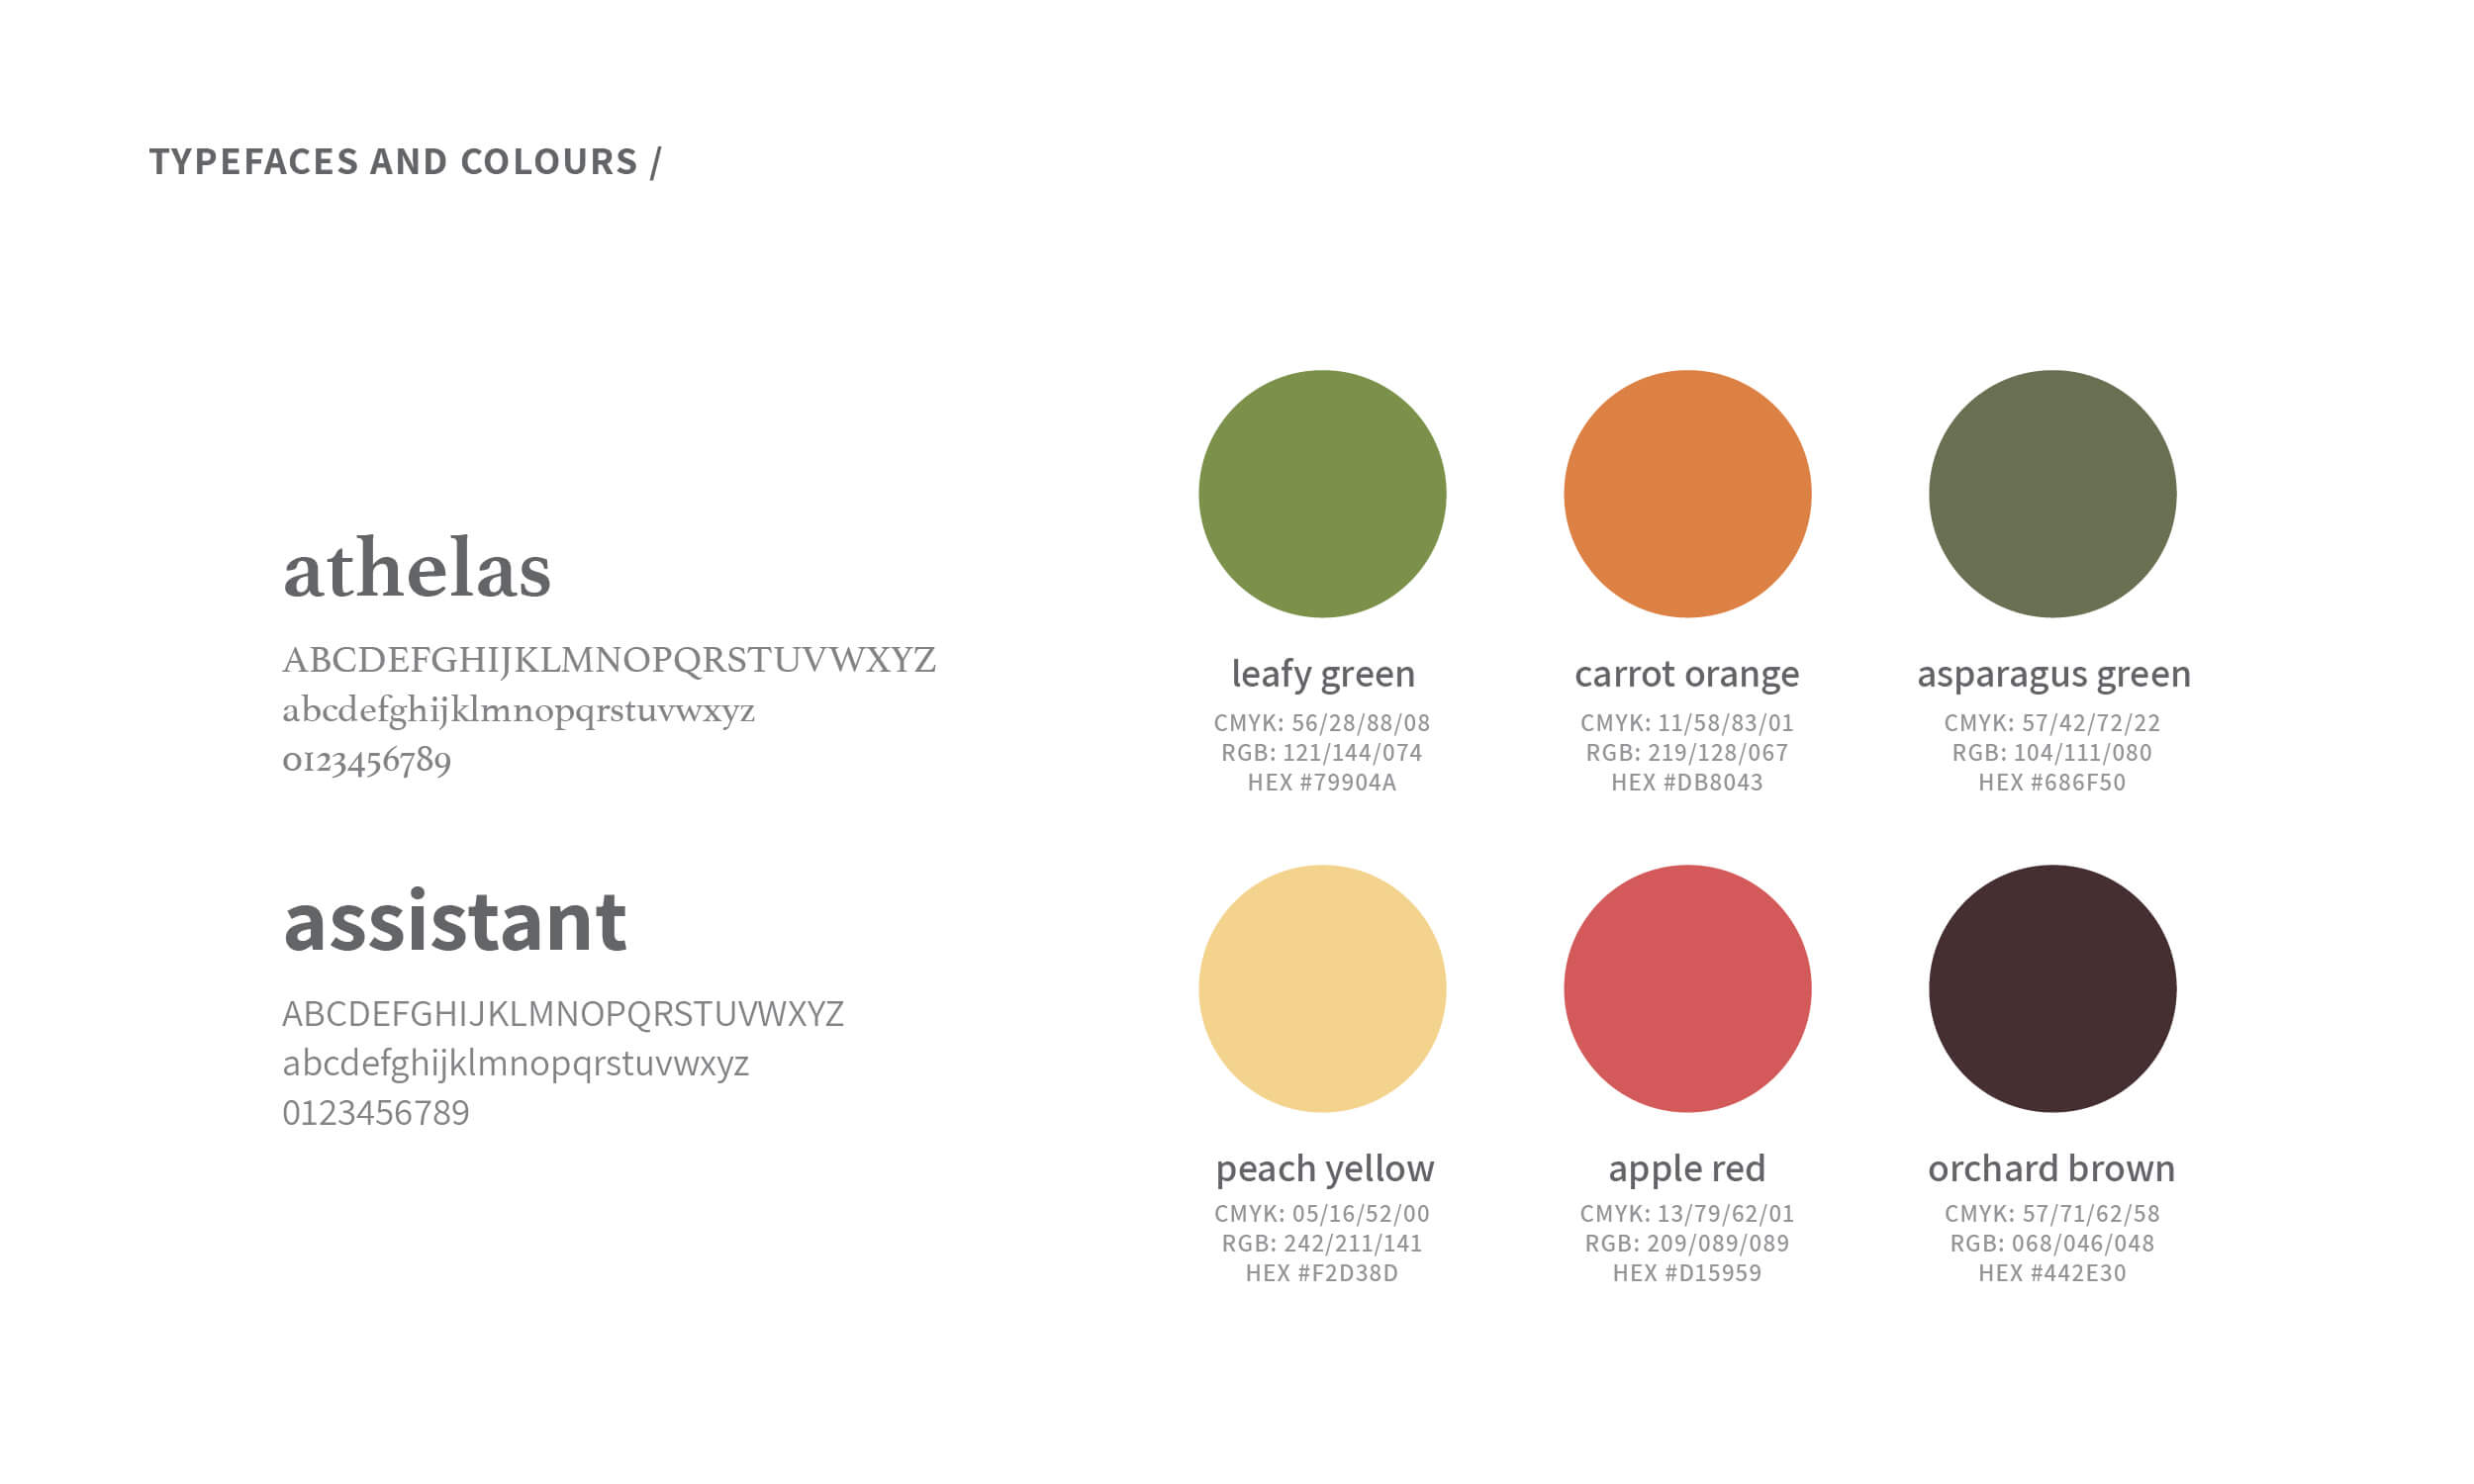 TYPEFACES AND COLOURS /
athelas
ABCDEFGHIJKLMNOPQRSTUVWXYZ
abcdefghijklmnopqrstuvwxyz
0123456789
assistant
ABCDEFGHIJKLMNOPQRSTUVWXYZ
abcdefghijklmnopqrstuvwxyz
0123456789
leafy green
CMYK: 56/28/88/08
RGB: 121/144/074
HEX #79904A
carrot orange
CMYK: 11/58/83/01
RGB: 219/128/067
HEX #DB8043
asparagus green
CMYK: 57/42/72/22
RGB: 104/111/080
HEX #686F50
peach yellow
CMYK: 05/16/52/00
RGB: 242/211/141
HEX #F2D38D
apple red
CMYK: 13/79/62/01
RGB: 209/089/089
HEX #D15959
orchard brown
CMYK: 57/71/62/58
RGB: 068/046/048
HEX #442E30